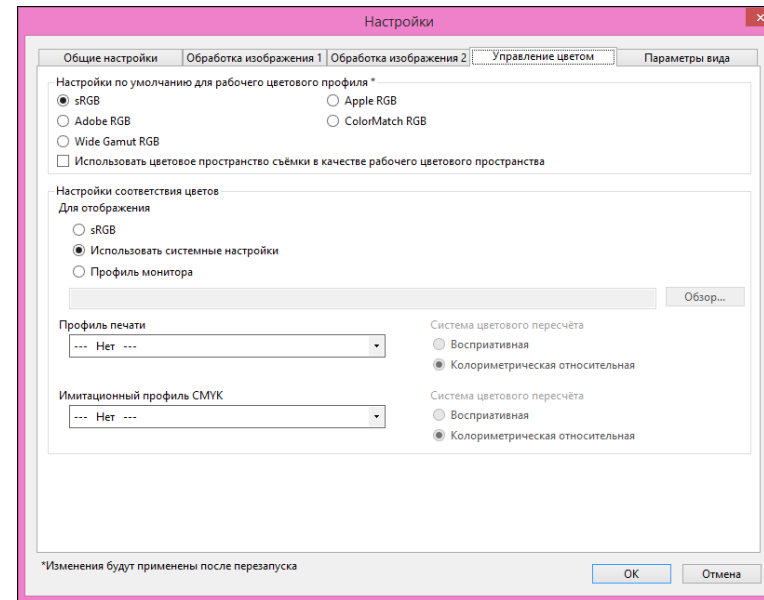 Настройки
×
Общие настройки Обработка изображения 1 Обработка изображения 2 Управление цветом Параметры вида
Настройки по умолчанию для рабочего цветового профиля *
sRGB Apple RGB
Adobe RGB ColorMatch RGB
Wide Gamut RGB
Использовать цветовое пространство съёмки в качестве рабочего цветового пространства
Настройки соответствия цветов
Для отображения
sRGB
Использовать системные настройки
Профиль монитора
Обзор...
Профиль печати Система цветового пересчёта
--- Нет --- Восприативная
Колориметрическая относительная
Имитационный профиль CMYK Система цветового пересчёта
--- Нет --- Восприативная
Колориметрическая относительная
*Изменения будут применены после перезапуска
OK Отмена